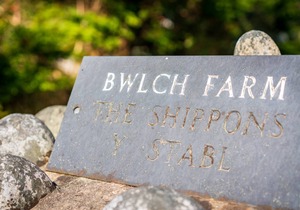 BWLCH FARM
THE SHIPPONS
Y STABL